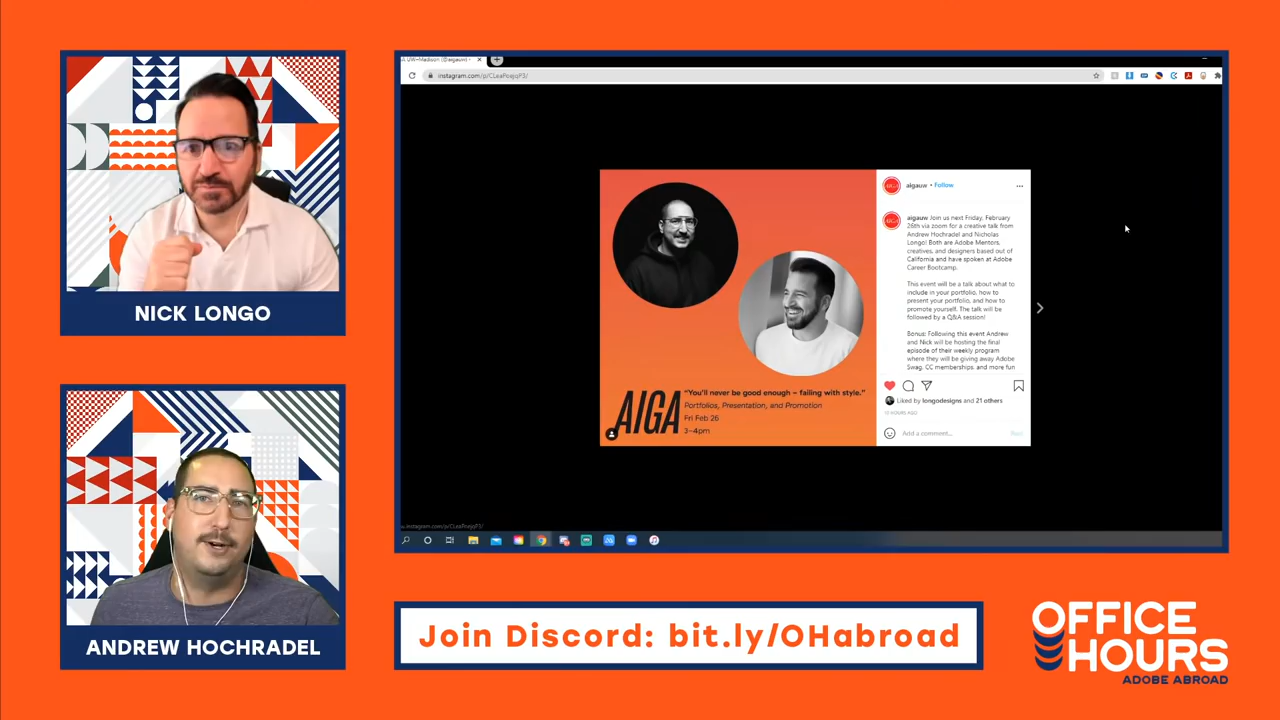 NICK LONGO
ANDREW HOCHRADEL
UW-Madison (@aigauw) -
instagram.com/p/CLeaPoejqP3/
AIGA
"You'll never be good enough – failing with style."
Portfolios, Presentation, and Promotion
Fri Feb 26
3–4pm
aigauw • Follow
aigauw Join us next Friday, February
26th via zoom for a creative talk from
Andrew Hochradel and Nicholas
Longo! Both are Adobe Mentors,
creatives, and designers based out of
California and have spoken at Adobe
Career Bootcamp.
This event will be a talk about what to
include in your portfolio, how to
present your portfolio, and how to
promote yourself. The talk will be
followed by a Q&A session!
Bonus: Following this event Andrew
and Nick will be hosting the final
episode of their weekly program
where they will be giving away Adobe
Swag, CC memberships, and more fun
Liked by longodesigns and 21 others
HOURS AGO
Add a comment...
Post
Join Discord: bit.ly/OHabroad
OFFICE
HOURS
ADOBE ABROAD